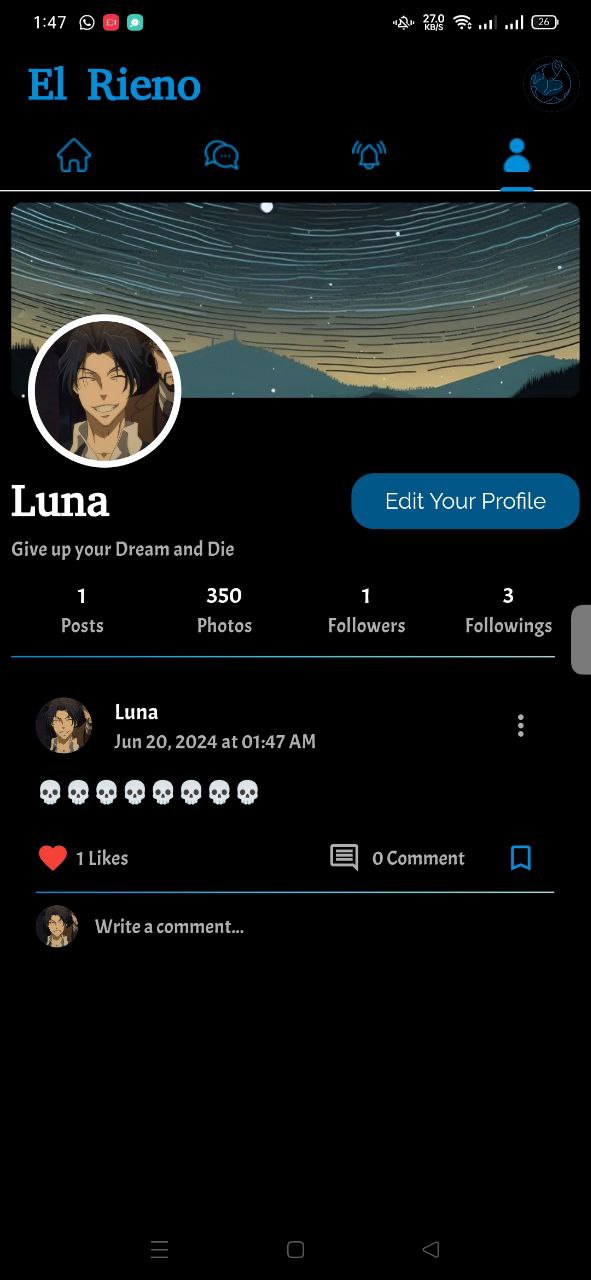 1:47
27.0
KB/S
26
El Rieno
Luna
Edit Your Profile
Give up your Dream and Die
1 350 1 3
Posts Photos Followers Followings
Luna
Jun 20, 2024 at 01:47 AM
💀💀💀💀💀💀💀💀
1 Likes 0 Comment
Write a comment...